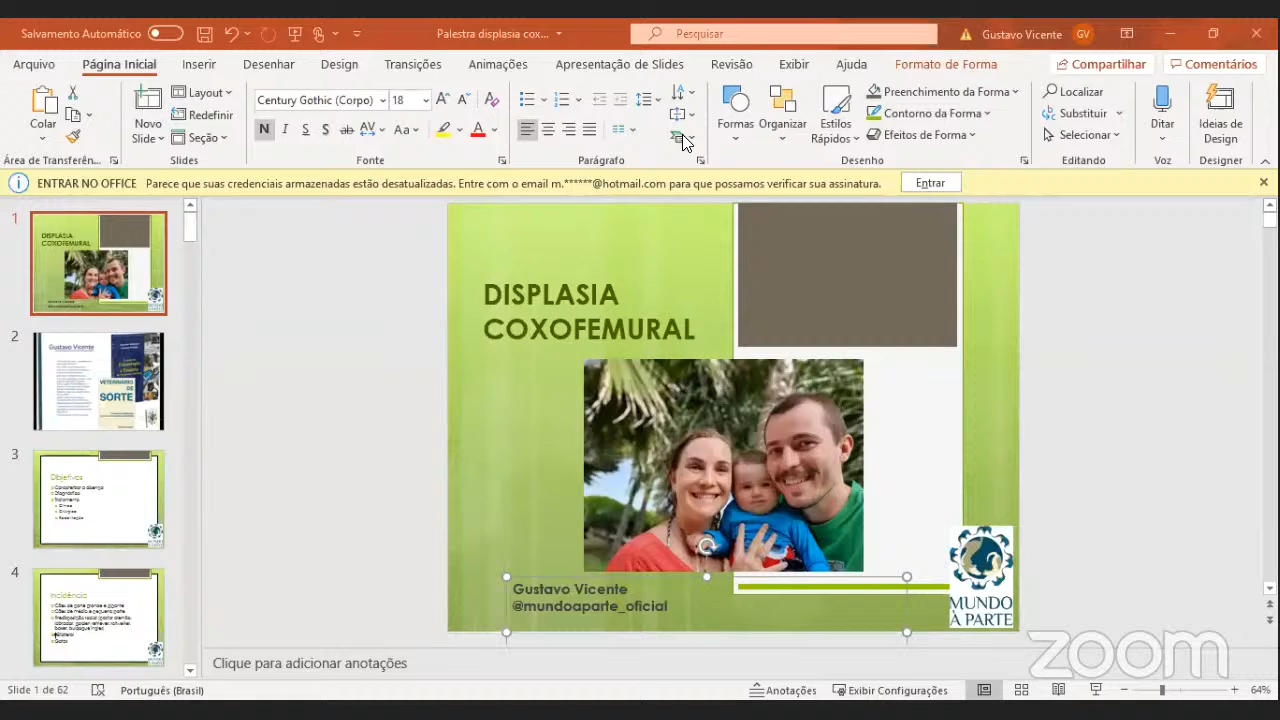 Salvamento Automático
Palestra displasia cox...
Pesquisar
Gustavo Vicente
GV
Arquivo
Página Inicial
Inserir
Desenhar
Design
Transições
Animações
Apresentação de Slides
Revisão
Exibir
Ajuda
Formato de Forma
Compartilhar
Comentários
Colar
Novo
Slide
Layout
Redefinir
Seção
Century Gothic (Corpo)
18
N
I
S
S
ab
AV
Aa
A
Formas
Organizar
Estilos
Rápidos
Preenchimento da Forma
Contorno da Forma
Efeitos de Forma
Localizar
Substituir
Selecionar
Ditar
Ideias de
Design
Área de Transferên...
Slides
Fonte
Parágrafo
Desenho
Editando
Voz
Designer
ENTRAR NO OFFICE
Parece que suas credenciais armazenadas estão desatualizadas. Entre com o email m.******@hotmail.com para que possamos verificar sua assinatura.
Entrar
1
DISPLASIA
COXOFEMURAL
2
Gustavo Vicente
VETERINÁRIO
DE
SORTE
3
Objetivos
4
Incidência
DISPLASIA
COXOFEMURAL
Gustavo Vicente
@mundoaparte_oficial
MUNDO
À PARTE
zoom
Clique para adicionar anotações
Slide 1 de 62
Português (Brasil)
Anotações
Exibir Configurações
64%